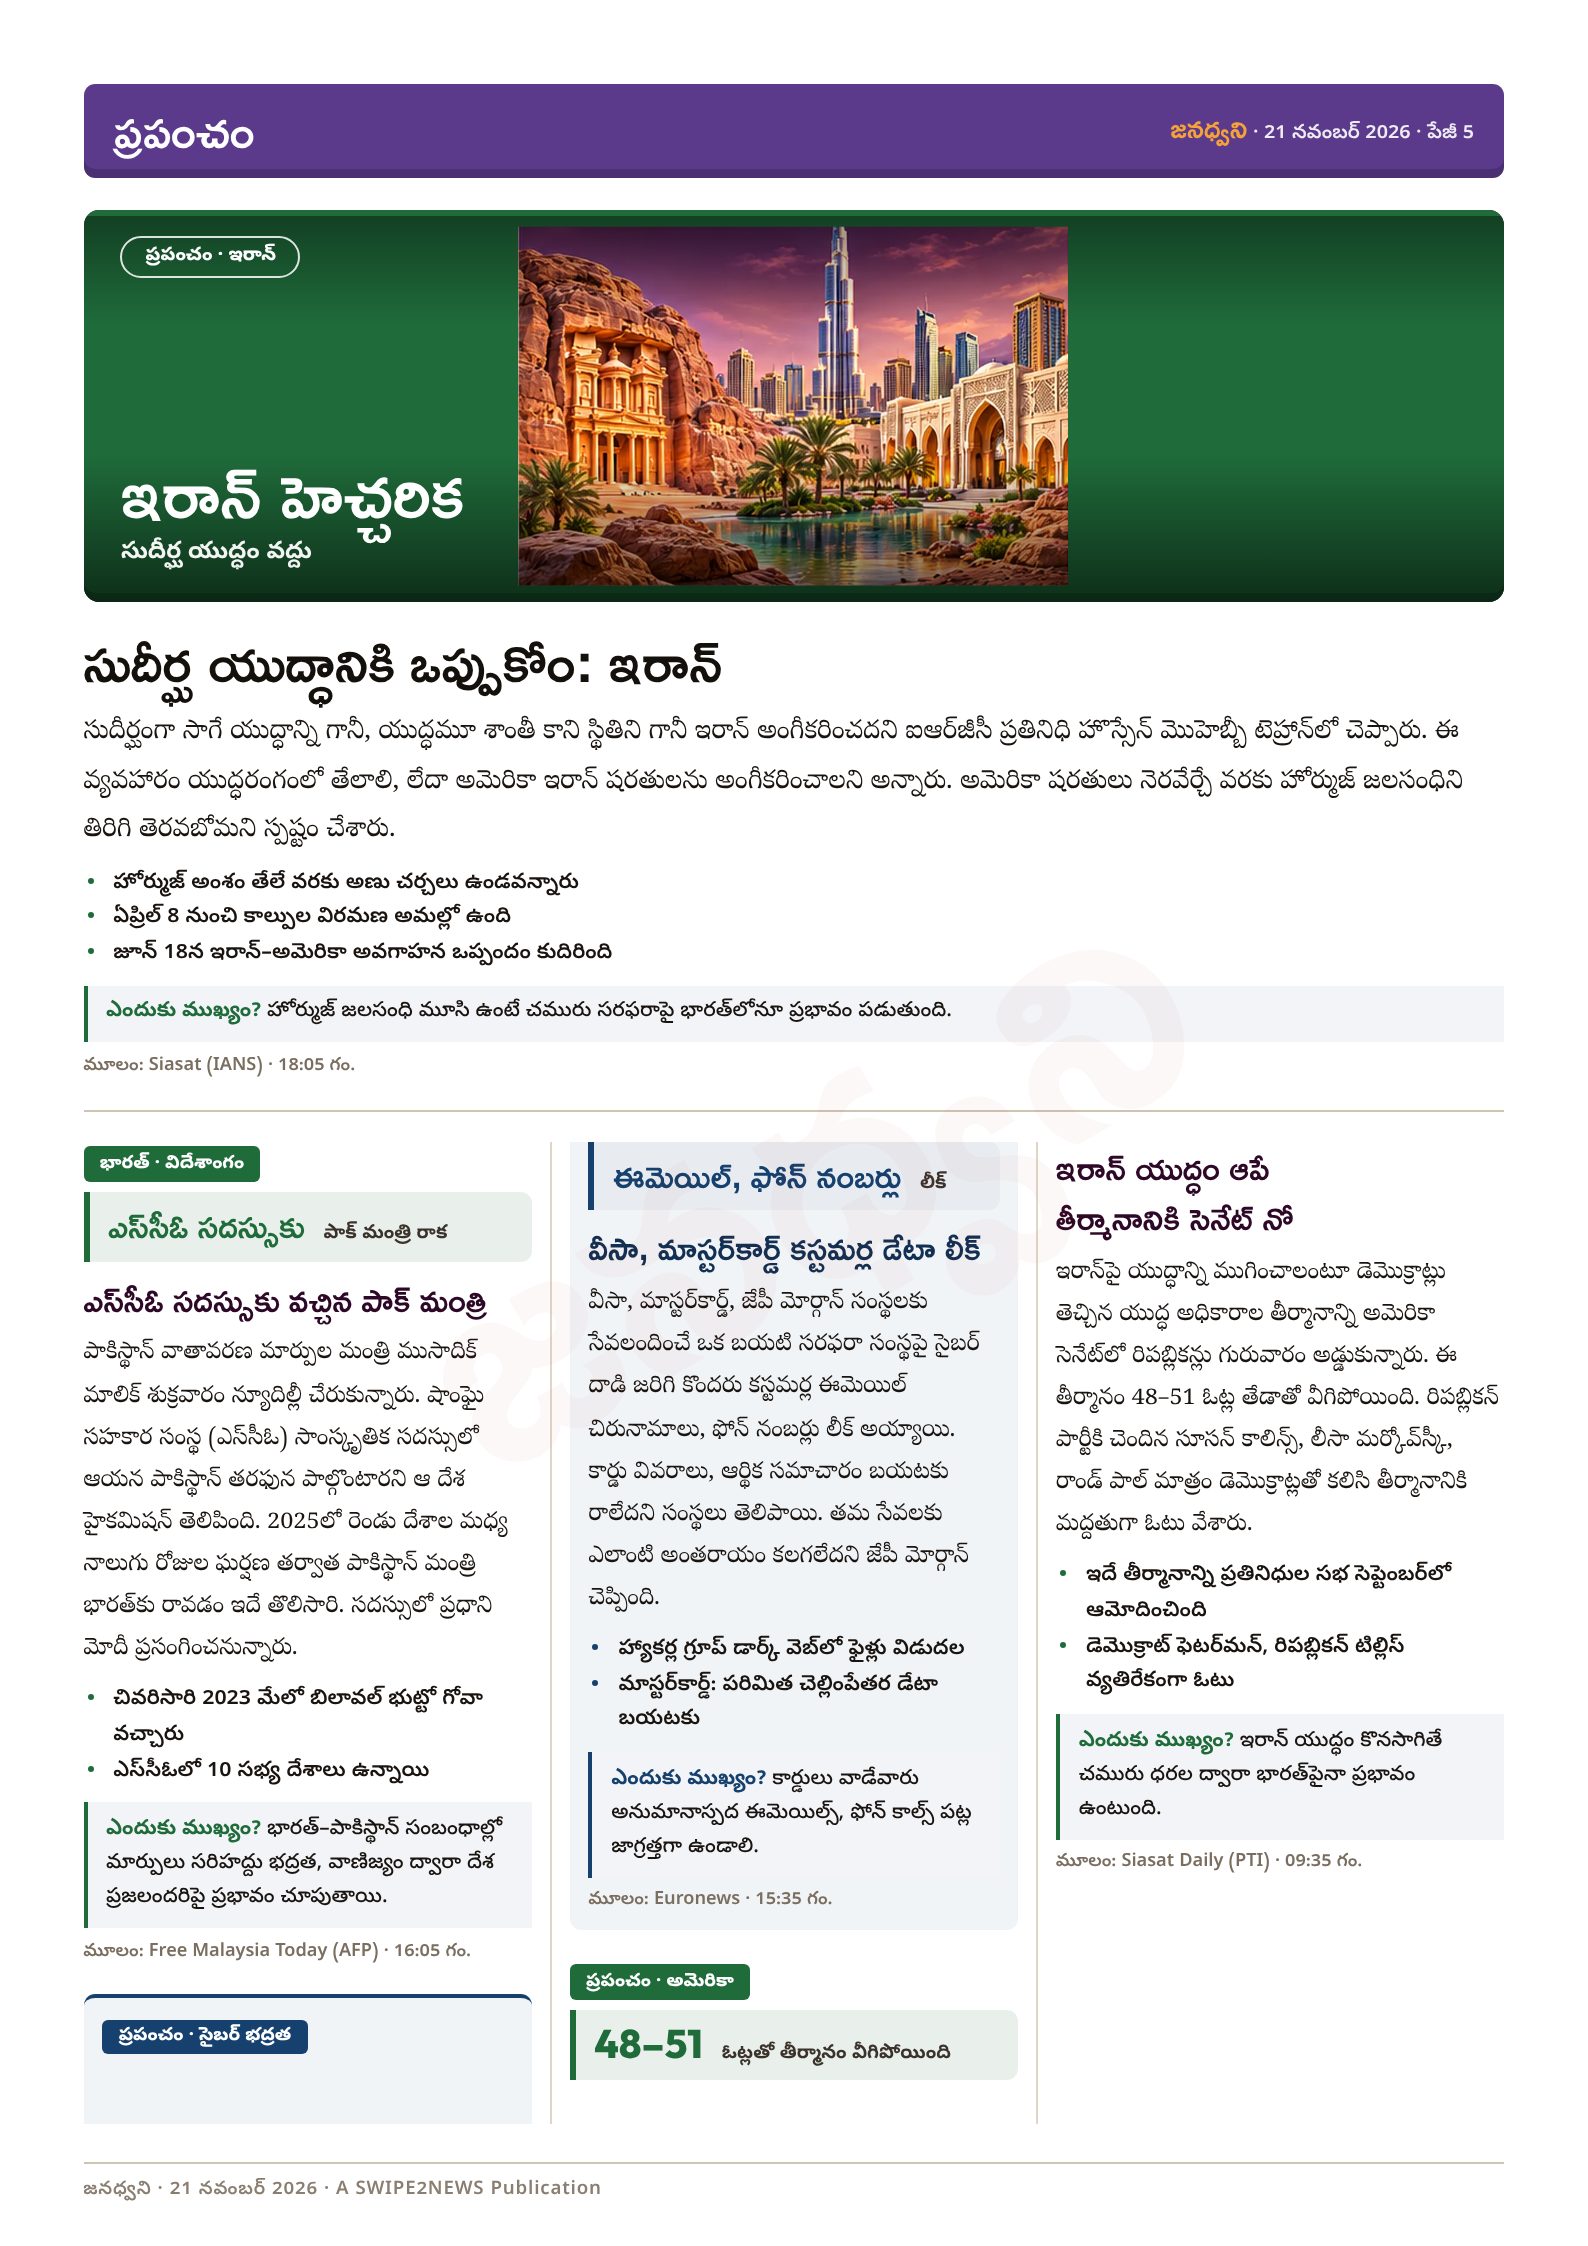 ప్రపంచం
జనధ్వని · 21 నవంబర్ 2026 · పేజీ 5
ప్రపంచం · ఇరాన్
ఇరాన్ హెచ్చరిక
సుదీర్ఘ యుద్ధం వద్దు
సుదీర్ఘ యుద్ధానికి ఒప్పుకోం: ఇరాన్
సుదీర్ఘంగా సాగే యుద్ధాన్ని గానీ, యుద్ధమూ శాంతీ కాని స్థితిని గానీ ఇరాన్ అంగీకరించదని ఐఆర్‌జీసీ ప్రతినిధి హొస్సేన్ మొహెబ్బీ టెహ్రాన్‌లో చెప్పారు. ఈ
వ్యవహారం యుద్ధరంగంలో తేలాలి, లేదా అమెరికా ఇరాన్ షరతులను అంగీకరించాలని అన్నారు. అమెరికా షరతులు నెరవేర్చే వరకు హోర్ముజ్ జలసంధిని
తిరిగి తెరవబోమని స్పష్టం చేశారు.
• హోర్ముజ్ అంశం తేలే వరకు అణు చర్చలు ఉండవన్నారు
• ఏప్రిల్ 8 నుంచి కాల్పుల విరమణ అమల్లో ఉంది
• జూన్ 18న ఇరాన్–అమెరికా అవగాహన ఒప్పందం కుదిరింది
ఎందుకు ముఖ్యం? హోర్ముజ్ జలసంధి మూసి ఉంటే చమురు సరఫరాపై భారత్‌లోనూ ప్రభావం పడుతుంది.
మూలం: Siasat (IANS) · 18:05 గం.
భారత్ · విదేశాంగం
ఎస్‌సీఓ సదస్సుకు పాక్ మంత్రి రాక
ఎస్‌సీఓ సదస్సుకు వచ్చిన పాక్ మంత్రి
పాకిస్థాన్ వాతావరణ మార్పుల మంత్రి ముసాదిక్
మాలిక్ శుక్రవారం న్యూదిల్లీ చేరుకున్నారు. షాంఘై
సహకార సంస్థ (ఎస్‌సీఓ) సాంస్కృతిక సదస్సులో
ఆయన పాకిస్థాన్ తరఫున పాల్గొంటారని ఆ దేశ
హైకమిషన్ తెలిపింది. 2025లో రెండు దేశాల మధ్య
నాలుగు రోజుల ఘర్షణ తర్వాత పాకిస్థాన్ మంత్రి
భారత్‌కు రావడం ఇదే తొలిసారి. సదస్సులో ప్రధాని
మోదీ ప్రసంగించనున్నారు.
• చివరిసారి 2023 మేలో బిలావల్ భుట్టో గోవా
వచ్చారు
• ఎస్‌సీఓలో 10 సభ్య దేశాలు ఉన్నాయి
ఎందుకు ముఖ్యం? భారత్–పాకిస్థాన్ సంబంధాల్లో
మార్పులు సరిహద్దు భద్రత, వాణిజ్యం ద్వారా దేశ
ప్రజలందరిపై ప్రభావం చూపుతాయి.
మూలం: Free Malaysia Today (AFP) · 16:05 గం.
ప్రపంచం · సైబర్ భద్రత
ఈమెయిల్, ఫోన్ నంబర్లు లీక్
వీసా, మాస్టర్‌కార్డ్ కస్టమర్ల డేటా లీక్
వీసా, మాస్టర్‌కార్డ్, జేపీ మోర్గాన్ సంస్థలకు
సేవలందించే ఒక బయటి సరఫరా సంస్థపై సైబర్
దాడి జరిగి కొందరు కస్టమర్ల ఈమెయిల్
చిరునామాలు, ఫోన్ నంబర్లు లీక్ అయ్యాయి.
కార్డు వివరాలు, ఆర్థిక సమాచారం బయటకు
రాలేదని సంస్థలు తెలిపాయి. తమ సేవలకు
ఎలాంటి అంతరాయం కలగలేదని జేపీ మోర్గాన్
చెప్పింది.
• హ్యాకర్ల గ్రూప్ డార్క్ వెబ్‌లో ఫైళ్లు విడుదల
• మాస్టర్‌కార్డ్: పరిమిత చెల్లింపేతర డేటా
బయటకు
ఎందుకు ముఖ్యం? కార్డులు వాడేవారు
అనుమానాస్పద ఈమెయిల్స్, ఫోన్ కాల్స్ పట్ల
జాగ్రత్తగా ఉండాలి.
మూలం: Euronews · 15:35 గం.
ప్రపంచం · అమెరికా
48–51 ఓట్లతో తీర్మానం వీగిపోయింది
ఇరాన్ యుద్ధం ఆపే
తీర్మానానికి సెనేట్ నో
ఇరాన్‌పై యుద్ధాన్ని ముగించాలంటూ డెమొక్రాట్లు
తెచ్చిన యుద్ధ అధికారాల తీర్మానాన్ని అమెరికా
సెనేట్‌లో రిపబ్లికన్లు గురువారం అడ్డుకున్నారు. ఈ
తీర్మానం 48–51 ఓట్ల తేడాతో వీగిపోయింది. రిపబ్లికన్
పార్టీకి చెందిన సూసన్ కాలిన్స్, లీసా మర్కోవ్‌స్కీ,
రాండ్ పాల్ మాత్రం డెమొక్రాట్లతో కలిసి తీర్మానానికి
మద్దతుగా ఓటు వేశారు.
• ఇదే తీర్మానాన్ని ప్రతినిధుల సభ సెప్టెంబర్‌లో
ఆమోదించింది
• డెమొక్రాట్ ఫెటర్‌మన్, రిపబ్లికన్ టిల్లిస్
వ్యతిరేకంగా ఓటు
ఎందుకు ముఖ్యం? ఇరాన్ యుద్ధం కొనసాగితే
చమురు ధరల ద్వారా భారత్‌పైనా ప్రభావం
ఉంటుంది.
మూలం: Siasat Daily (PTI) · 09:35 గం.
జనధ్వని
జనధ్వని · 21 నవంబర్ 2026 · A SWIPE2NEWS Publication